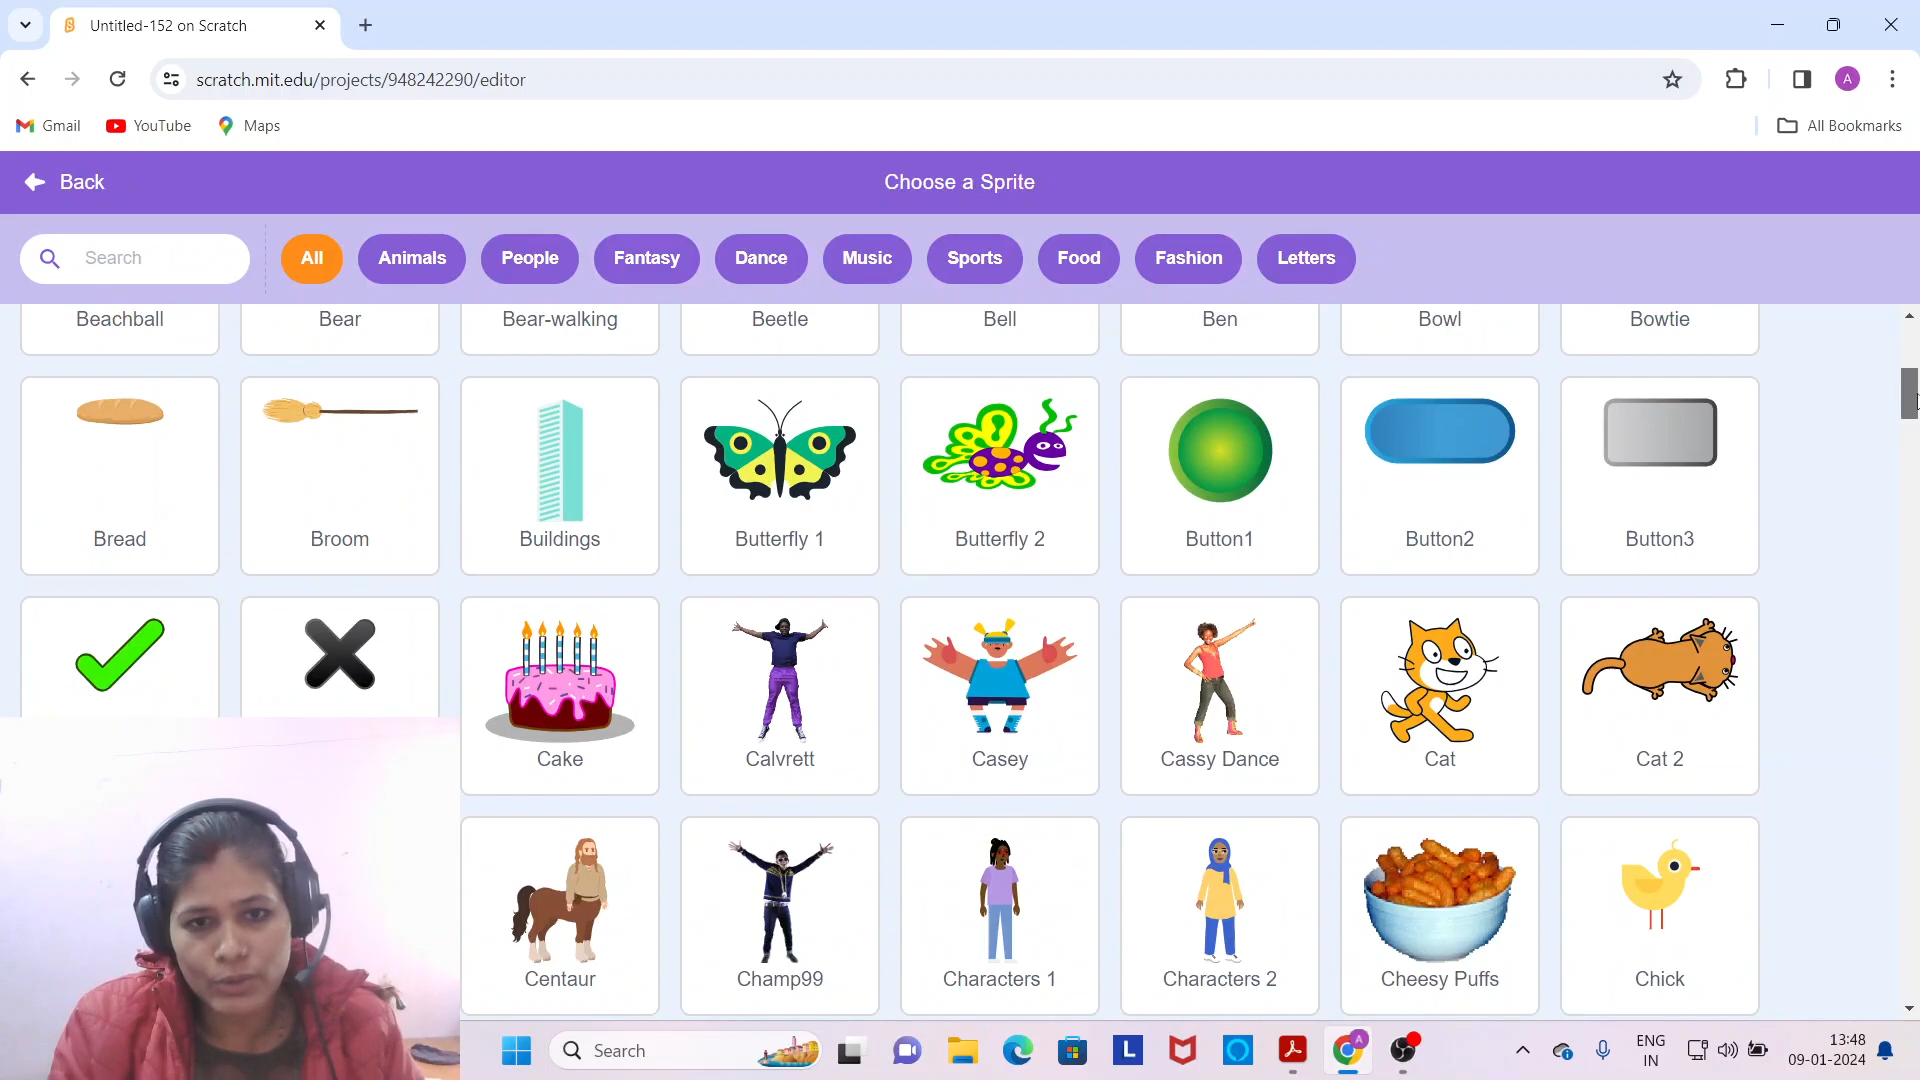 Untitled-152 on Scratch
scratch.mit.edu/projects/948242290/editor
A
Gmail
YouTube
Maps
All Bookmarks
Back
Choose a Sprite
Search
All
Animals
People
Fantasy
Dance
Music
Sports
Food
Fashion
Letters
Beachball
Bear
Bear-walking
Beetle
Bell
Ben
Bowl
Bowtie
Bread
Broom
Buildings
Butterfly 1
Butterfly 2
Button1
Button2
Button3
Cake
Calvrett
Casey
Cassy Dance
Cat
Cat 2
Centaur
Champ99
Characters 1
Characters 2
Cheesy Puffs
Chick
Search
L
A
ENG
IN
13:48
09-01-2024